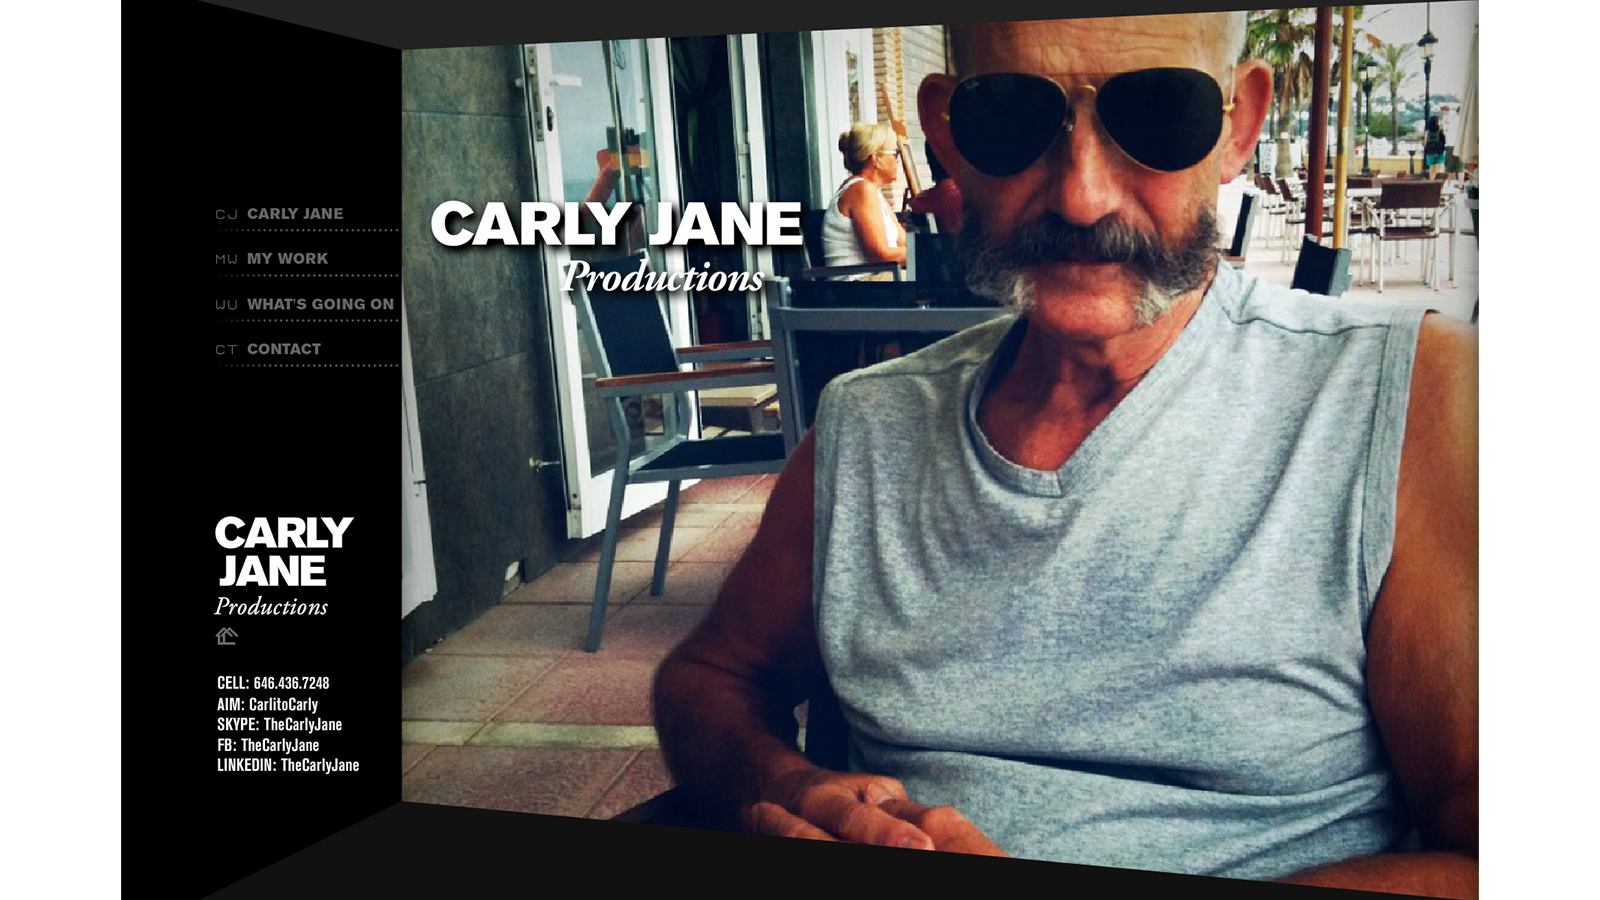 CJ CARLY JANE
MW MY WORK
WU WHAT'S GOING ON
CT CONTACT
CARLY JANE
Productions
CARLY
JANE
Productions
CELL: 646.436.7248
AIM: CarlitoCarly
SKYPE: TheCarlyJane
FB: TheCarlyJane
LINKEDIN: TheCarlyJane